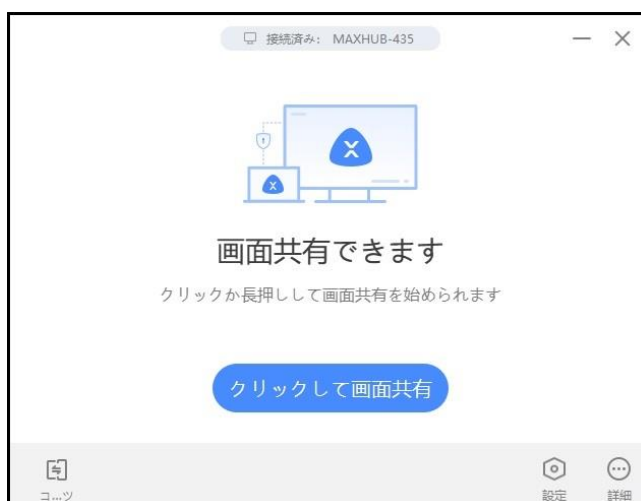 接続済み： MAXHUB-435
画面共有できます
クリックか長押しして画面共有を始められます
クリックして画面共有
コ...ツ
設定
詳細